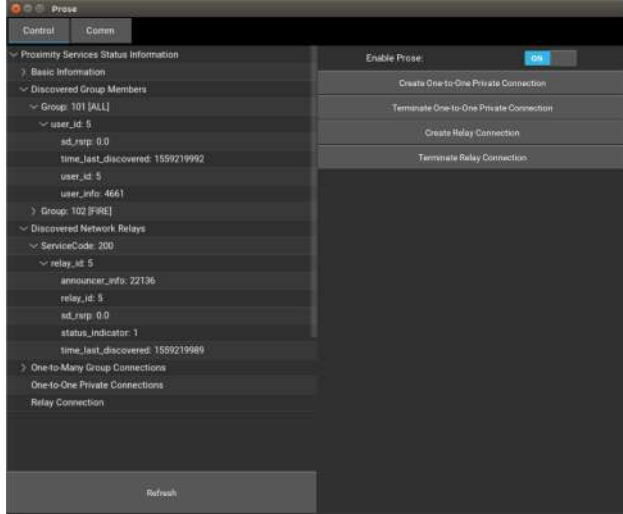 Prose
Control
Comm
Proximity Services Status Information
Basic Information
Discovered Group Members
Group: 101 [ALL]
user_id: 5
sd_rsrp: 0.0
time_last_discovered: 1559219992
user_id: 5
user_info: 4661
Group: 102 [FIRE]
Discovered Network Relays
ServiceCode: 200
relay_id: 5
announcer_info: 22136
relay_id: 5
sd_rsrp: 0.0
status_indicator: 1
time_last_discovered: 1559219989
One-to-Many Group Connections
One-to-One Private Connections
Relay Connection
Refresh
Enable Prose:
ON
Create One-to-One Private Connection
Terminate One-to-One Private Connection
Create Relay Connection
Terminate Relay Connection